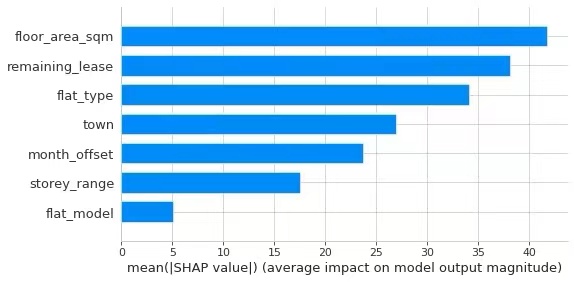 floor_area_sqm
remaining_lease
flat_type
town
month_offset
storey_range
flat_model
0 5 10 15 20 25 30 35 40
mean(|SHAP value|) (average impact on model output magnitude)